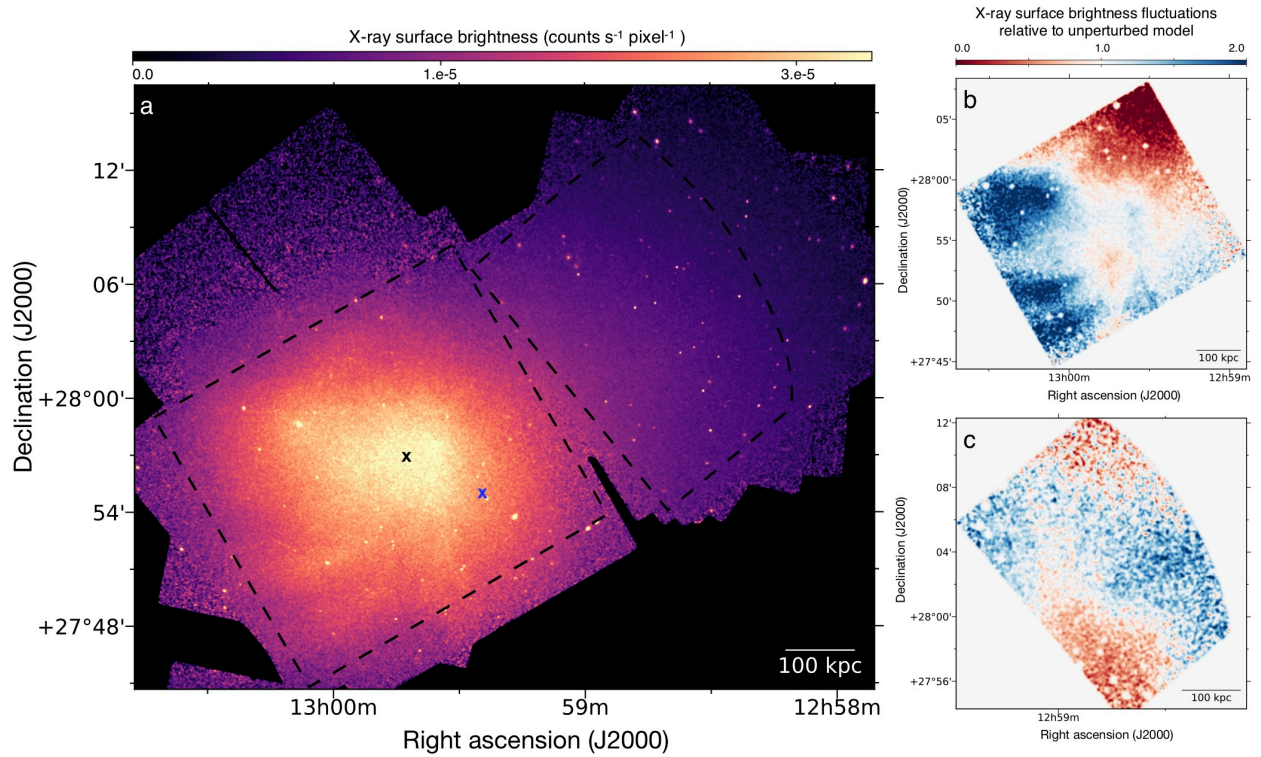 X-ray surface brightness (counts s⁻¹ pixel⁻¹ )
0.0 1.0e-5 3.e-5
a
12'
06'
+28°00'
54'
+27°48'
Declination (J2000)
x
x
100 kpc
13h00m 59m 12h58m
Right ascension (J2000)
X-ray surface brightness fluctuations
relative to unperturbed model
0.0 1.0 2.0
b
05'
+28°00'
55'
50'
+27°45'
Declination (J2000)
100 kpc
13h00m 12h59m
Right ascension (J2000)
c
12'
08'
04'
+28°00'
+27°56'
Declination (J2000)
100 kpc
12h59m
Right ascension (J2000)